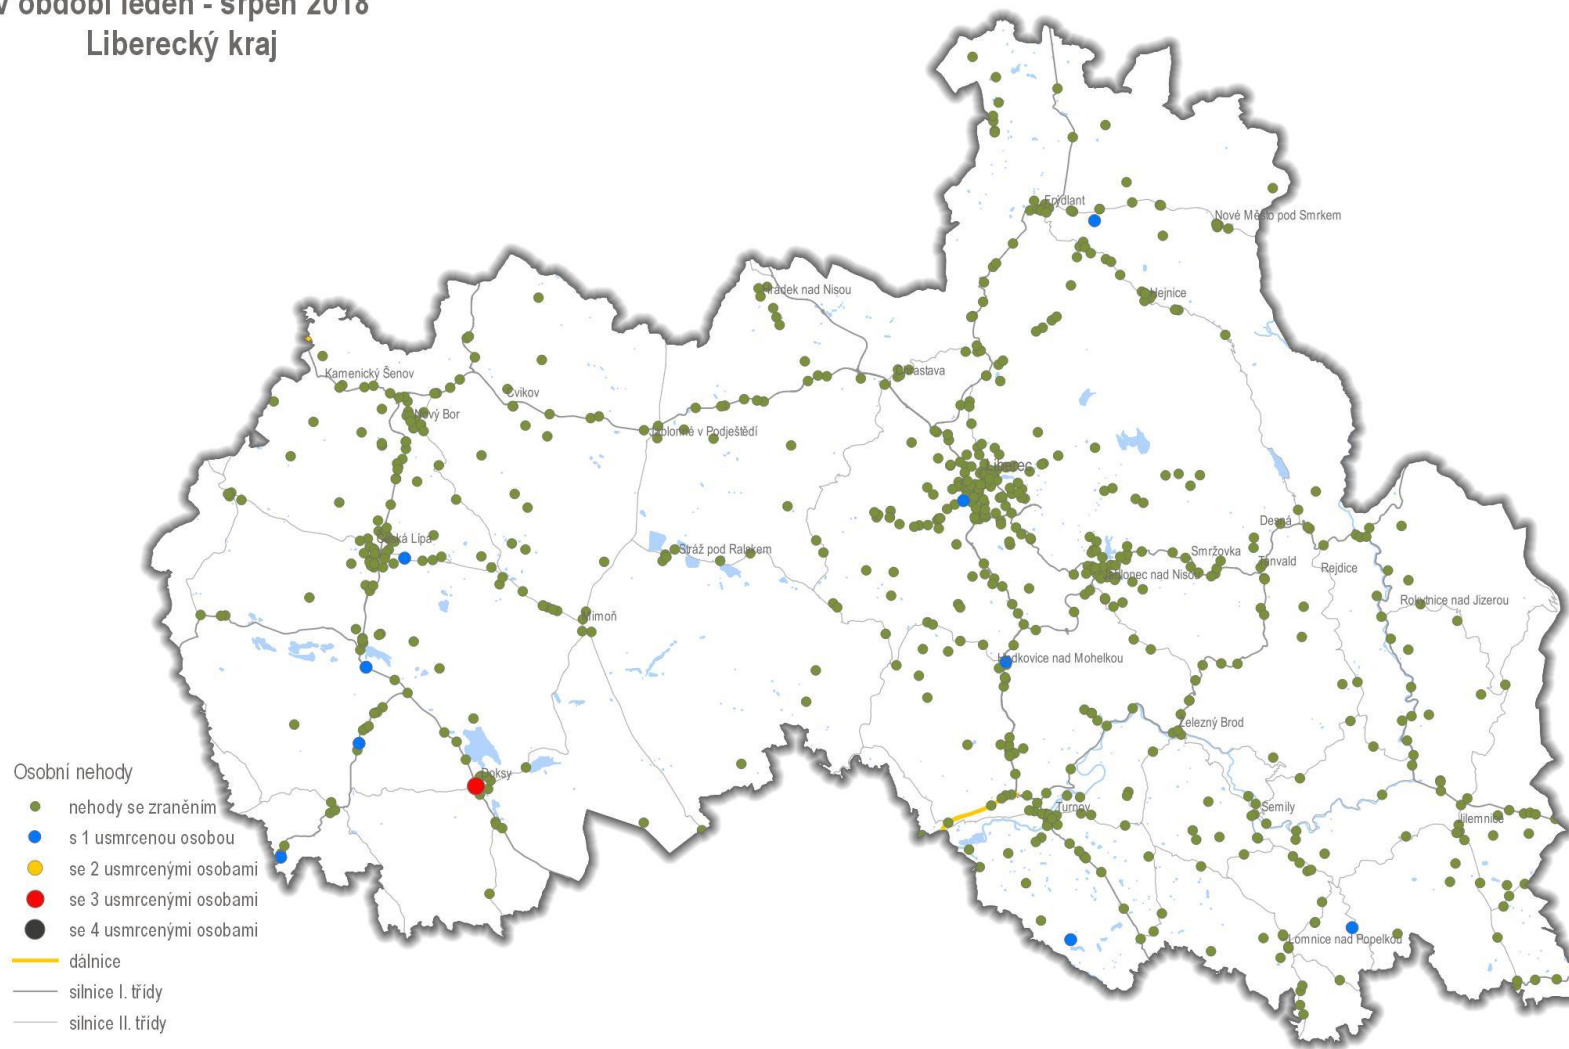 v období leden - srpen 2018
Liberecký kraj
Frýdlant
Nové Město pod Smrkem
Hrádek nad Nisou
Hejnice
Kamenický Šenov
Chrastava
Cvikov
Nový Bor
Jablonné v Podještědí
Liberec
Desná
Česká Lípa
Stráž pod Ralskem
Smržovka
Tanvald
Rejdice
Jablonec nad Nisou
Rokytnice nad Jizerou
Mimoň
Hodkovice nad Mohelkou
Železný Brod
Doksy
Turnov
Semily
Jilemnice
Lomnice nad Popelkou
Osobní nehody
nehody se zraněním
s 1 usmrcenou osobou
se 2 usmrcenými osobami
se 3 usmrcenými osobami
se 4 usmrcenými osobami
dálnice
silnice I. třídy
silnice II. třídy